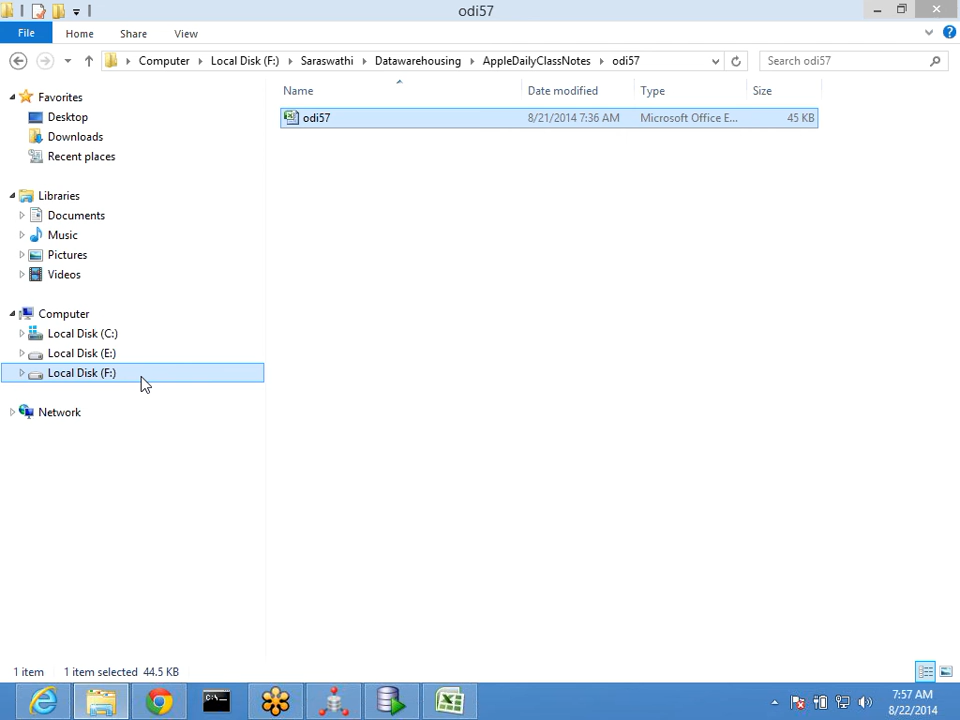 odi57
File Home Share View
Computer Local Disk (F:) Saraswathi Datawarehousing AppleDailyClassNotes odi57 Search odi57
Name Date modified Type Size
odi57 8/21/2014 7:36 AM Microsoft Office E... 45 KB
Favorites
Desktop
Downloads
Recent places
Libraries
Documents
Music
Pictures
Videos
Computer
Local Disk (C:)
Local Disk (E:)
Local Disk (F:)
Network
1 item 1 item selected 44.5 KB
7:57 AM
8/22/2014